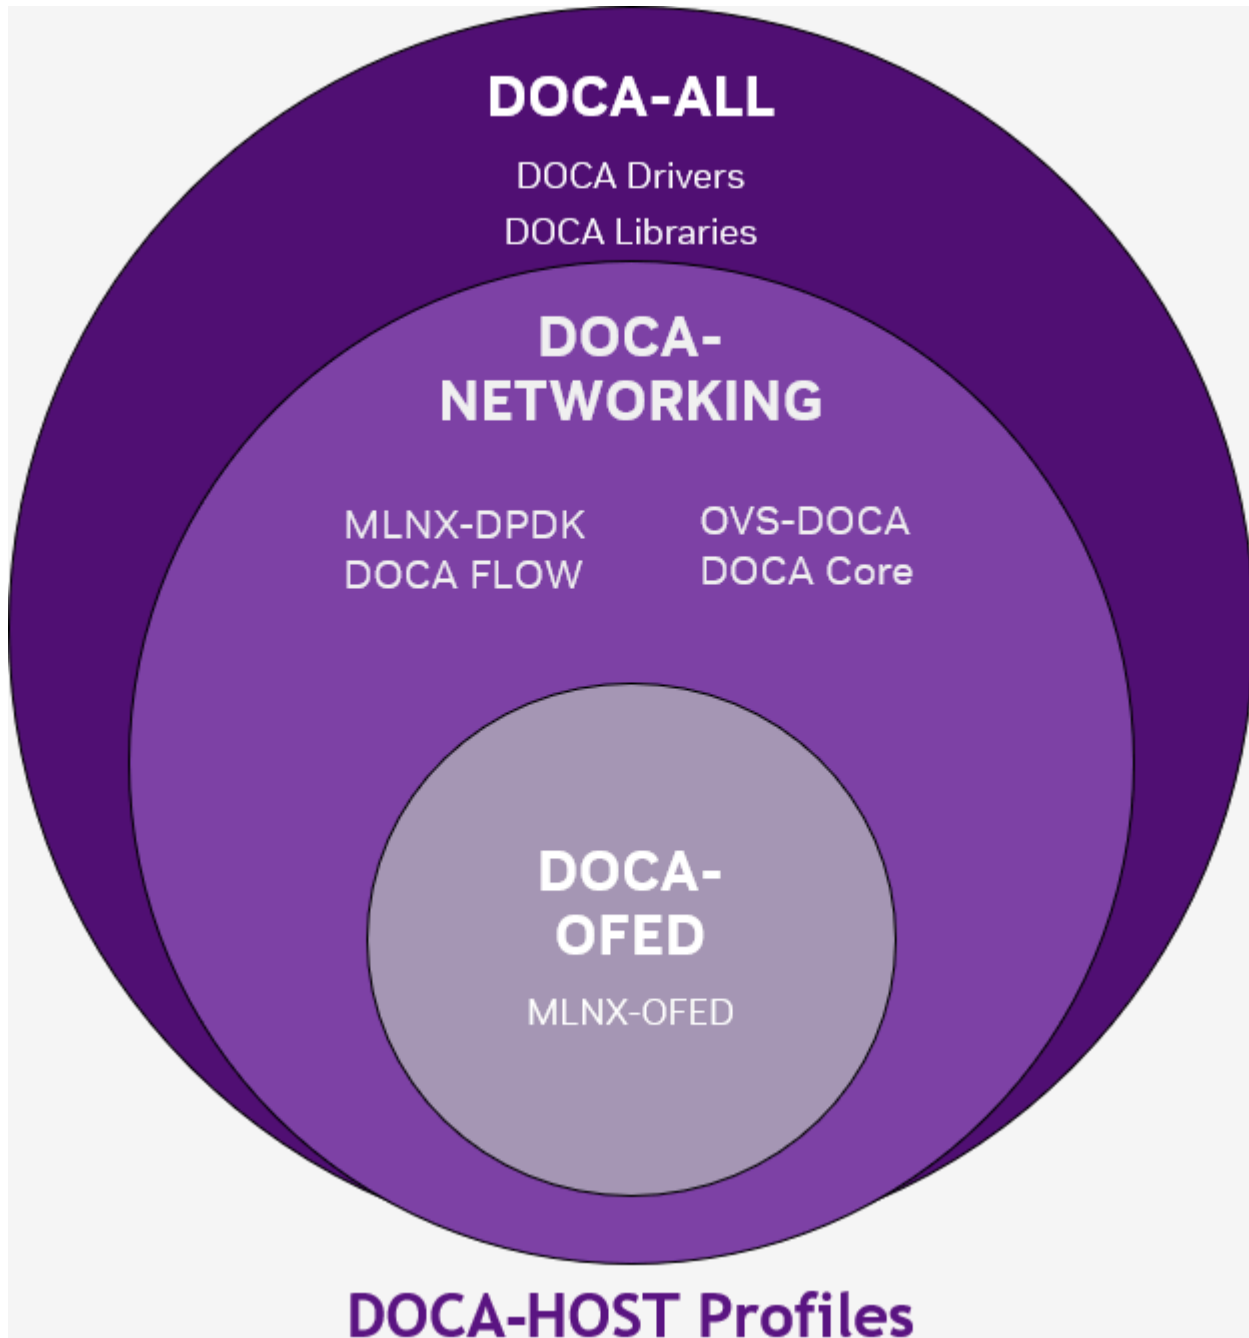 DOCA-ALL
DOCA Drivers
DOCA Libraries
DOCA-
NETWORKING
MLNX-DPDK
DOCA FLOW
OVS-DOCA
DOCA Core
DOCA-
OFED
MLNX-OFED
DOCA-HOST Profiles